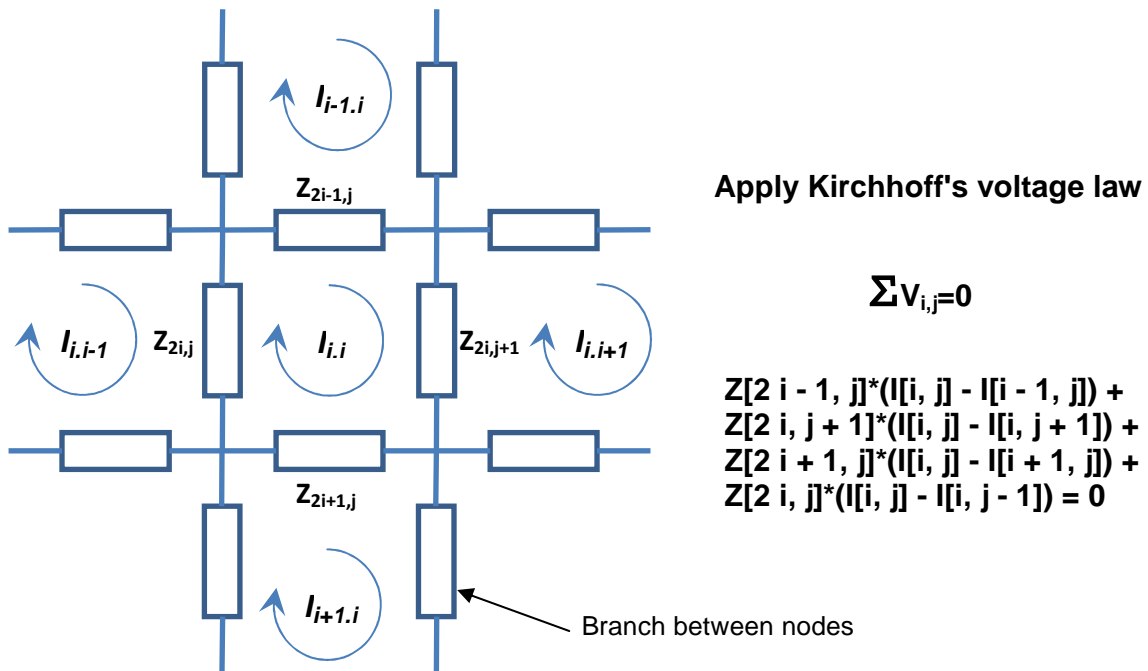 I_{i-1.i}
Z_{2i-1,j}
Apply Kirchhoff's voltage law
ΣV_{i,j}=0
I_{i.i-1}
Z_{2i,j}
I_{i.i}
Z_{2i,j+1}
I_{i.i+1}
Z[2 i - 1, j]*(I[i, j] - I[i - 1, j]) +
Z[2 i, j + 1]*(I[i, j] - I[i, j + 1]) +
Z[2 i + 1, j]*(I[i, j] - I[i + 1, j]) +
Z[2 i, j]*(I[i, j] - I[i, j - 1]) = 0
Z_{2i+1,j}
I_{i+1.i}
Branch between nodes